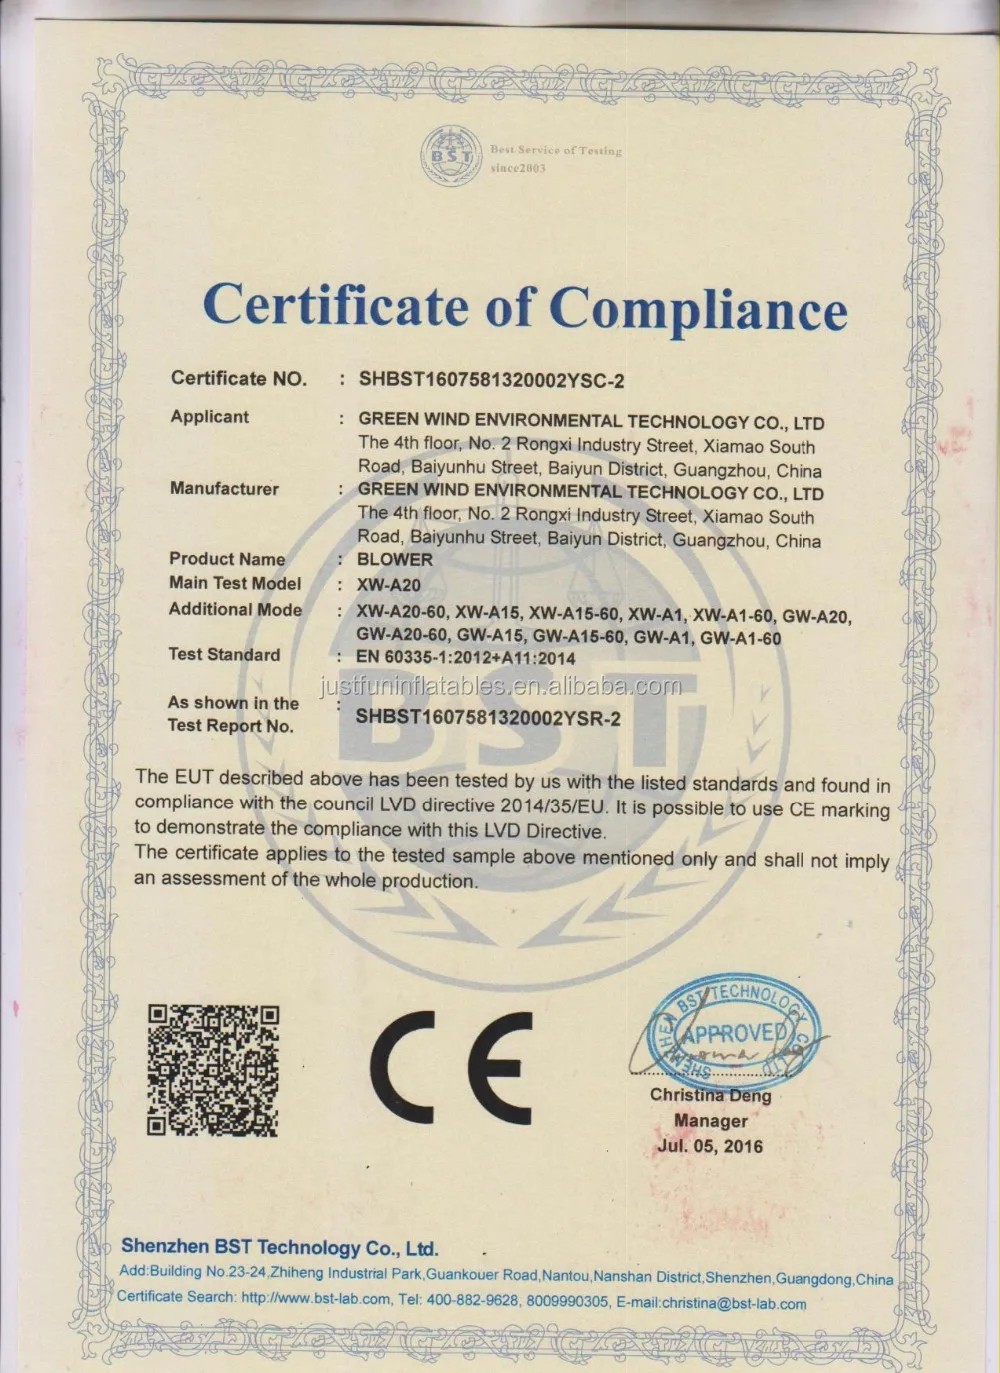 BST
Best Service of Testing
since2003
Certificate of Compliance
Certificate NO. : SHBST1607581320002YSC-2
Applicant : GREEN WIND ENVIRONMENTAL TECHNOLOGY CO., LTD
The 4th floor, No. 2 Rongxi Industry Street, Xiamao South
Road, Baiyunhu Street, Baiyun District, Guangzhou, China
Manufacturer : GREEN WIND ENVIRONMENTAL TECHNOLOGY CO., LTD
The 4th floor, No. 2 Rongxi Industry Street, Xiamao South
Road, Baiyunhu Street, Baiyun District, Guangzhou, China
Product Name : BLOWER
Main Test Model : XW-A20
Additional Mode : XW-A20-60, XW-A15, XW-A15-60, XW-A1, XW-A1-60, GW-A20,
GW-A20-60, GW-A15, GW-A15-60, GW-A1, GW-A1-60
Test Standard : EN 60335-1:2012+A11:2014
justfuninflatables.en.alibaba.com
As shown in the :
Test Report No. SHBST1607581320002YSR-2
BST
The EUT described above has been tested by us with the listed standards and found in
compliance with the council LVD directive 2014/35/EU. It is possible to use CE marking
to demonstrate the compliance with this LVD Directive.
The certificate applies to the tested sample above mentioned only and shall not imply
an assessment of the whole production.
CE
SHENZHEN BST TECHNOLOGY CO., LTD
APPROVED
Christina Deng
Manager
Jul. 05, 2016
Shenzhen BST Technology Co., Ltd.
Add:Building No.23-24,Zhiheng Industrial Park,Guankouer Road,Nantou,Nanshan District,Shenzhen,Guangdong,China
Certificate Search: http://www.bst-lab.com, Tel: 400-882-9628, 8009990305, E-mail:christina@bst-lab.com